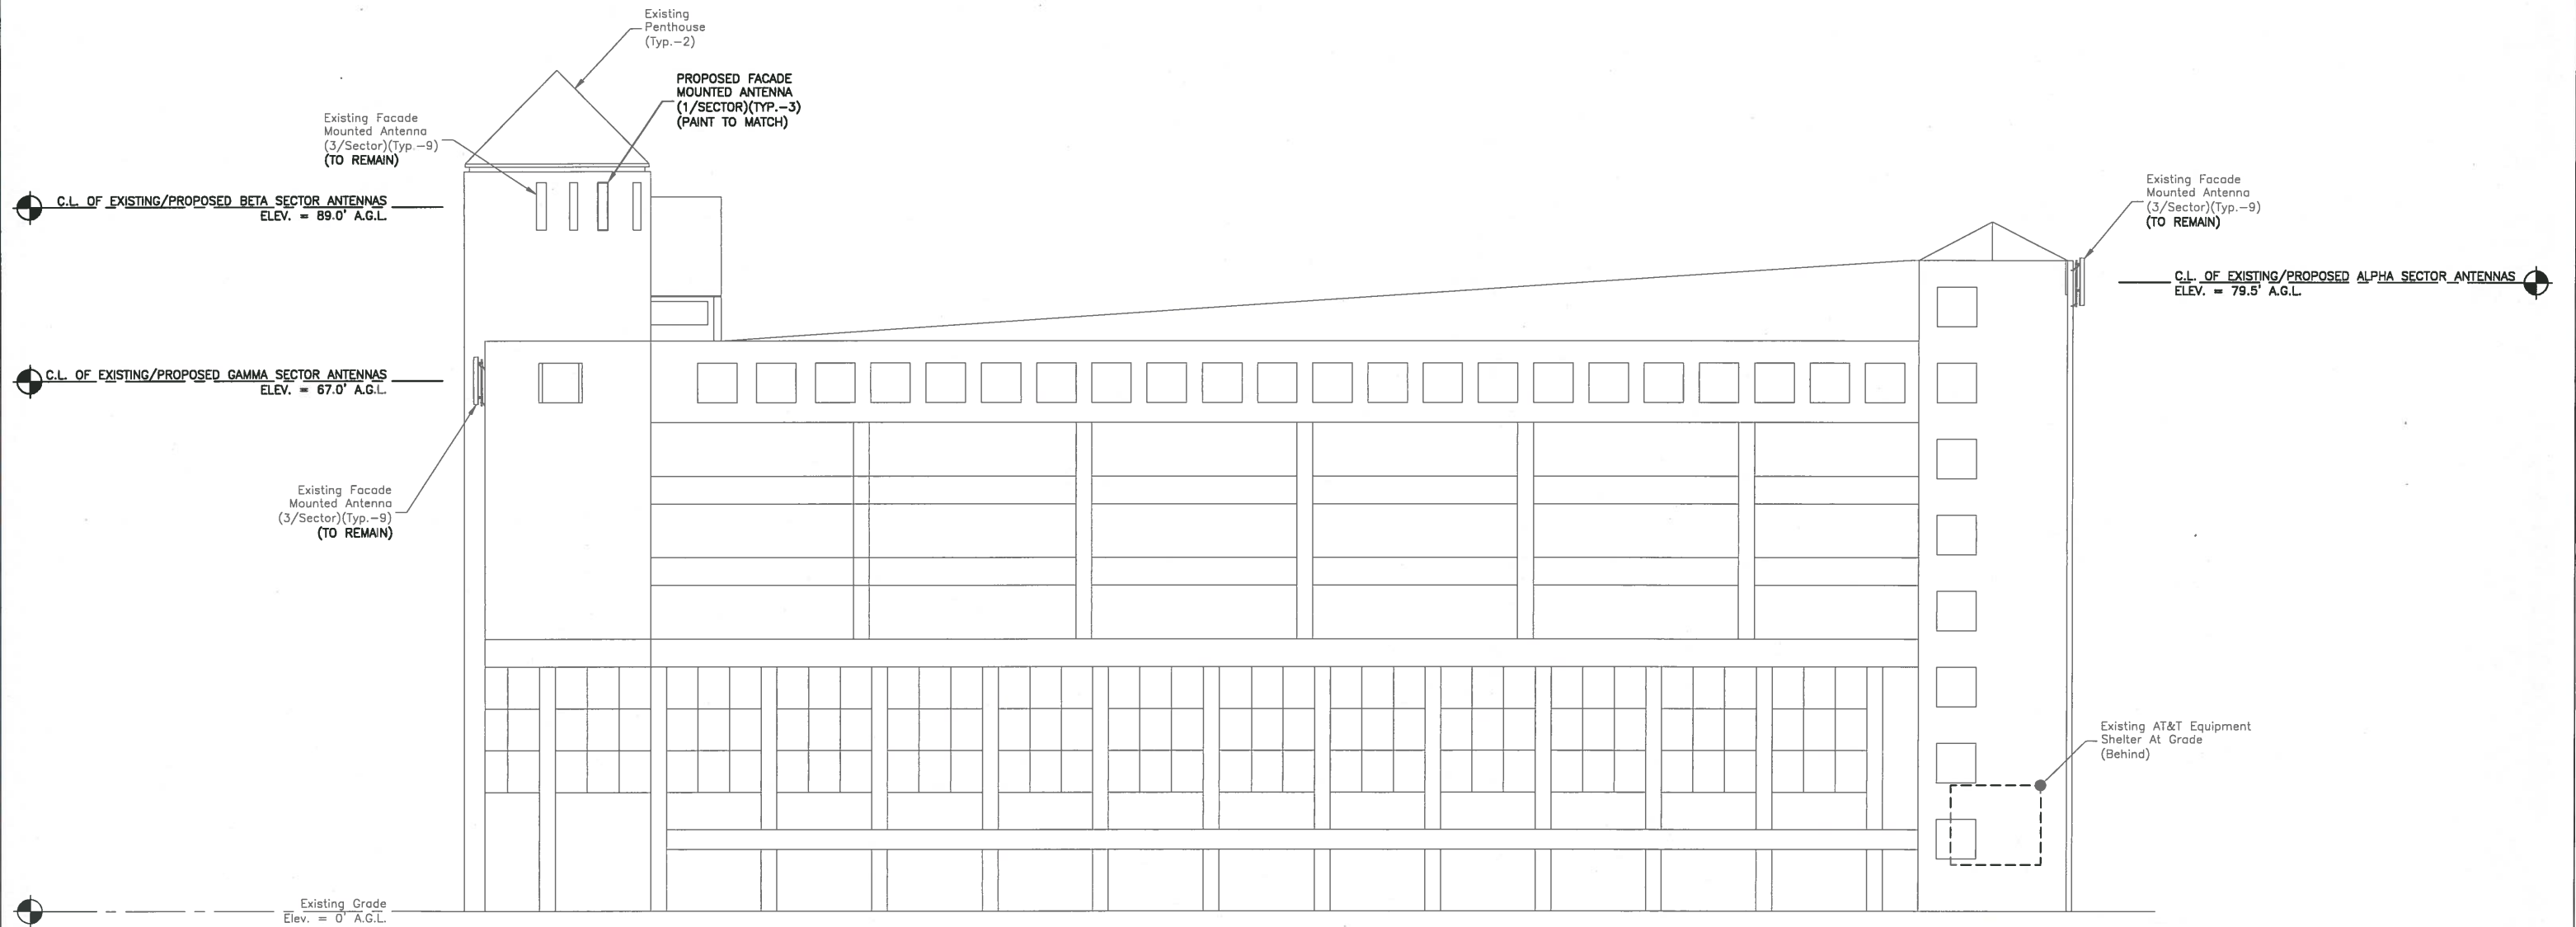 Existing
Penthouse
(Typ.-2)
PROPOSED FACADE
MOUNTED ANTENNA
(1/SECTOR)(TYP.-3)
(PAINT TO MATCH)
Existing Facade
Mounted Antenna
(3/Sector)(Typ.-9)
(TO REMAIN)
C.L. OF EXISTING/PROPOSED BETA SECTOR ANTENNAS
ELEV. = 89.0' A.G.L.
Existing Facade
Mounted Antenna
(3/Sector)(Typ.-9)
(TO REMAIN)
C.L. OF EXISTING/PROPOSED ALPHA SECTOR ANTENNAS
ELEV. = 79.5' A.G.L.
C.L. OF EXISTING/PROPOSED GAMMA SECTOR ANTENNAS
ELEV. = 67.0' A.G.L.
Existing Facade
Mounted Antenna
(3/Sector)(Typ.-9)
(TO REMAIN)
Existing AT&T Equipment
Shelter At Grade
(Behind)
Existing Grade
Elev. = 0' A.G.L.